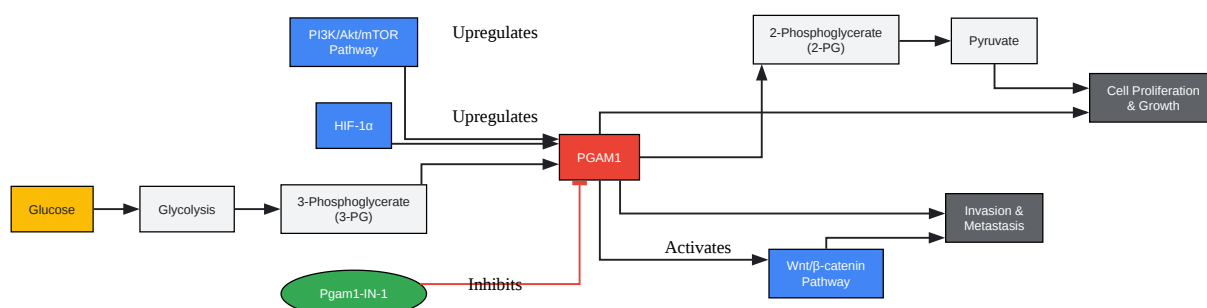 PI3K/Akt/mTOR
Pathway
Upregulates
2-Phosphoglycerate
(2-PG)
Pyruvate
Cell Proliferation
& Growth
HIF-1α
Upregulates
PGAM1
Glucose
Glycolysis
3-Phosphoglycerate
(3-PG)
Invasion &
Metastasis
Activates
Wnt/β-catenin
Pathway
Pgam1-IN-1
Inhibits